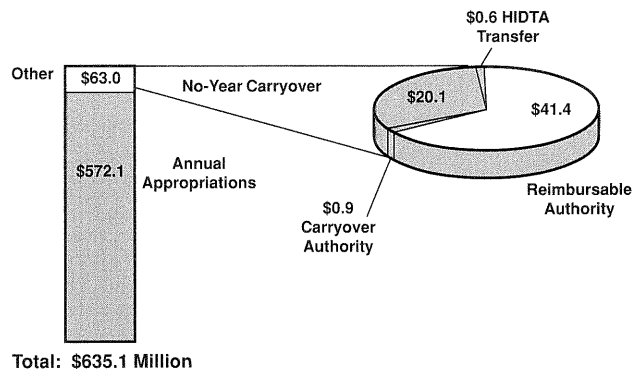 $0.6 HIDTA
Transfer
Other
$63.0
No-Year Carryover
$20.1
$41.4
$572.1
Annual
Appropriations
Reimbursable
Authority
$0.9
Carryover
Authority
Total: $635.1 Million